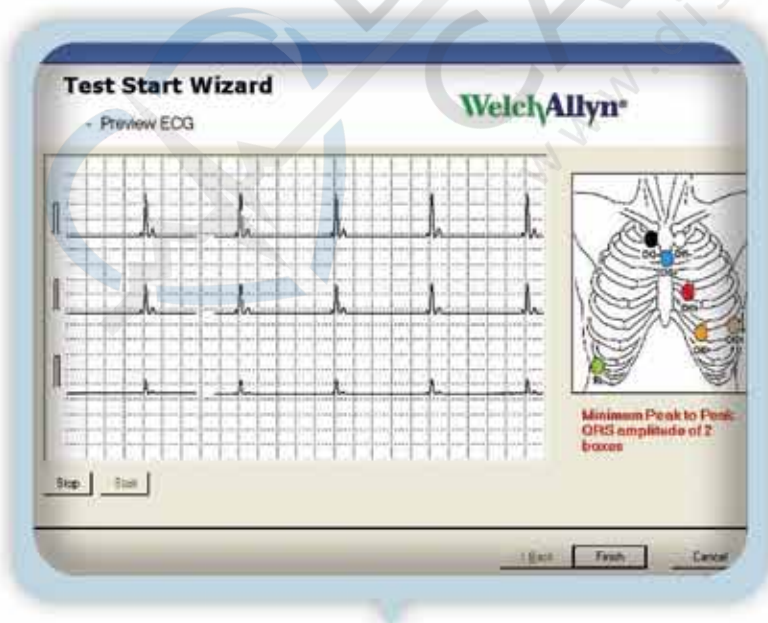 Test Start Wizard
- Preview ECG
WelchAllyn®
Minimum Peak to Peak
QRS amplitude of 2
boxes
Stop
Start
< Back
Finish
Cancel